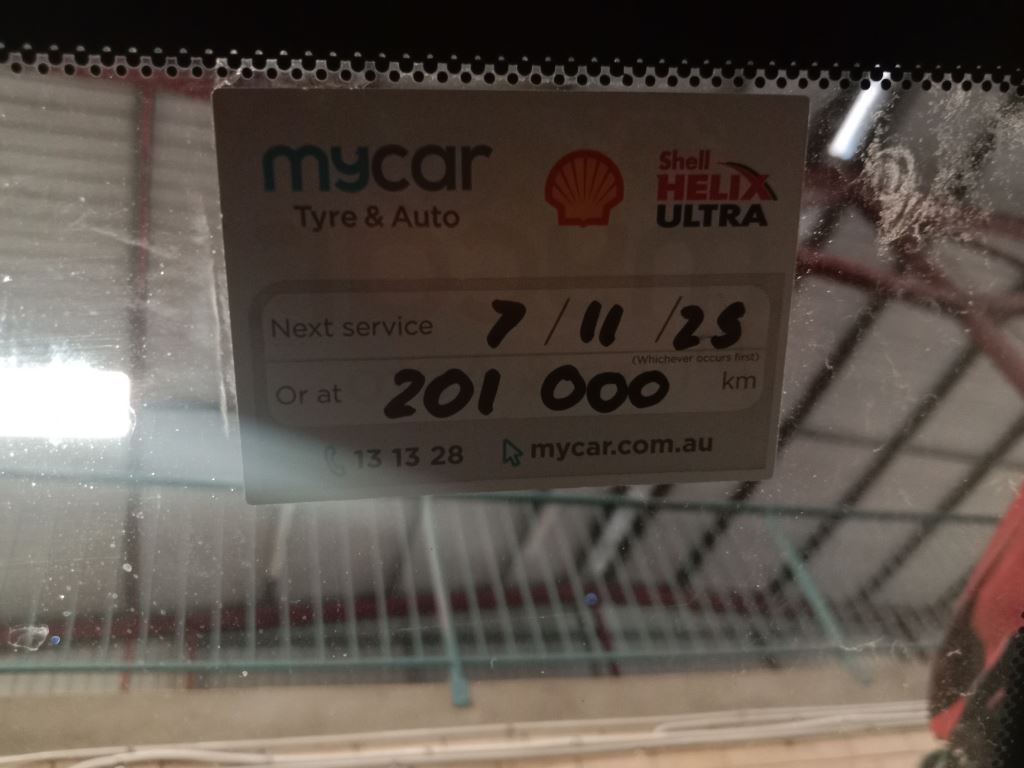 mycar
Tyre & Auto
Shell
HELIX
ULTRA
Next service 7/11/25
(Whichever occurs first)
Or at 201 000 km
13 13 28 mycar.com.au